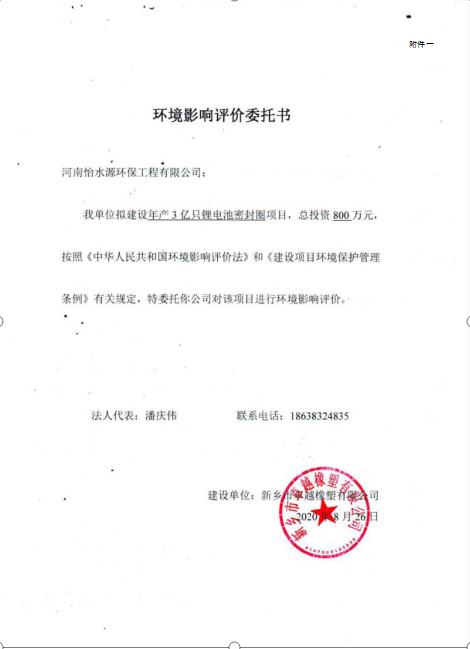 附件一
环境影响评价委托书
河南怡水源环保工程有限公司：
我单位拟建设年产3亿只锂电池密封圈项目，总投资 800 万元，
按照《中华人民共和国环境影响评价法》和《建设项目环境保护管理
条例》有关规定，特委托你公司对该项目进行环境影响评价。
法人代表：潘庆伟 联系电话：18638324835
建设单位：新乡市卓越橡塑有限公司
2020年8月26日
新乡市卓越橡塑有限公司